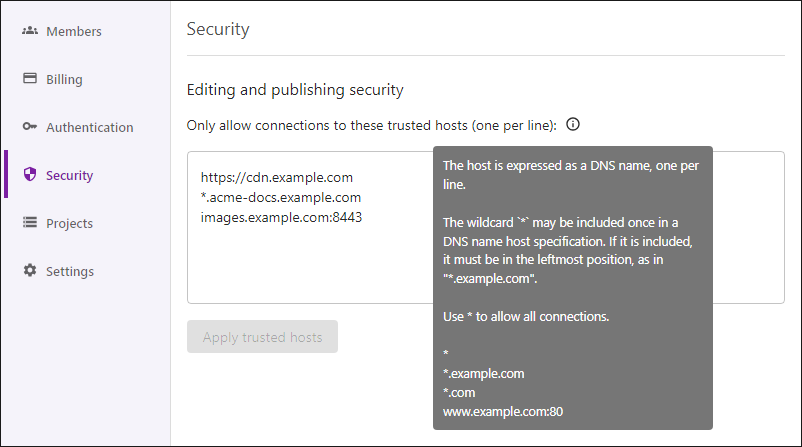 Members
Billing
Authentication
Security
Projects
Settings
Security
Editing and publishing security
Only allow connections to these trusted hosts (one per line):
https://cdn.example.com
*.acme-docs.example.com
images.example.com:8443
Apply trusted hosts
The host is expressed as a DNS name, one per
line.
The wildcard `*` may be included once in a
DNS name host specification. If it is included,
it must be in the leftmost position, as in
"*.example.com".
Use * to allow all connections.
*
*.example.com
*.com
www.example.com:80